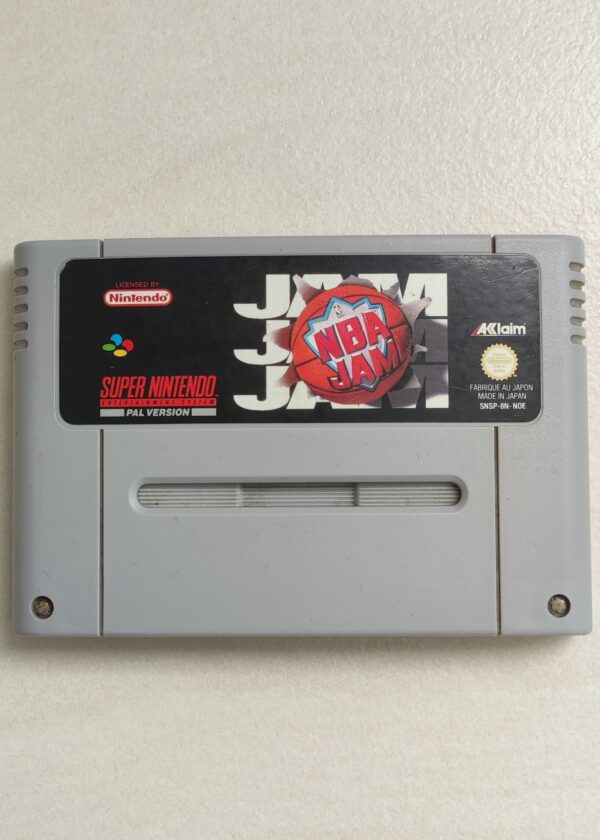 LICENSED BY
Nintendo
SUPER NINTENDO
ENTERTAINMENT SYSTEM
PAL VERSION
JAM
JAM
JAM
NBA
JAM
AKklaim
FABRIQUE AU JAPON
MADE IN JAPAN
SNSP-8N-NOE